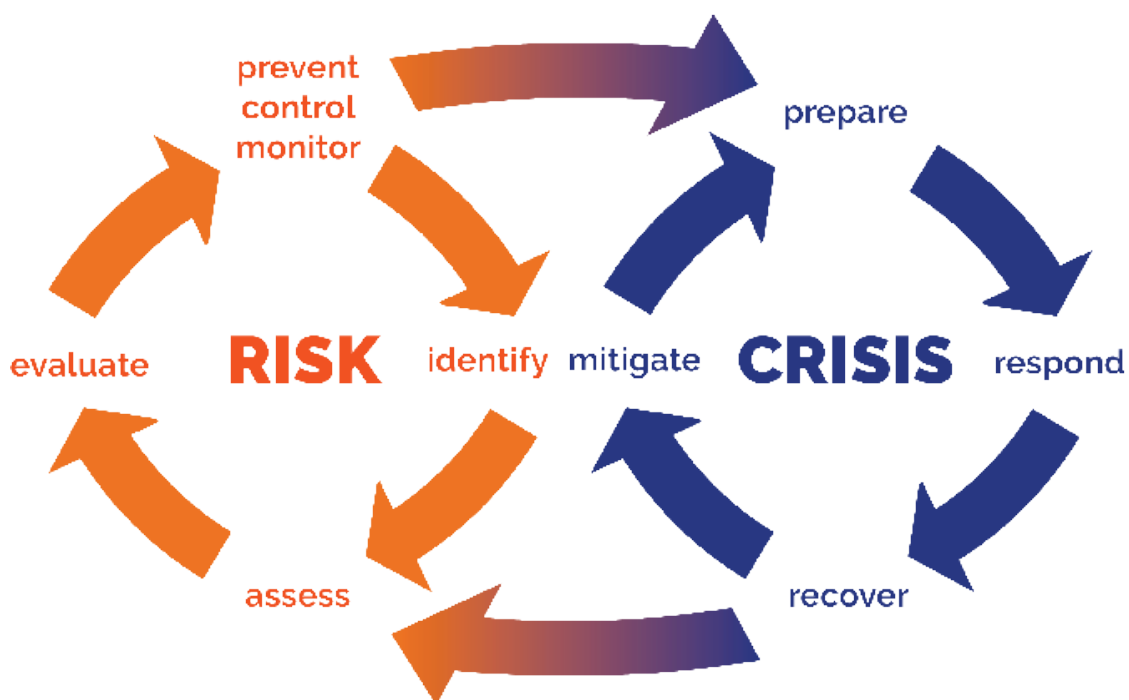 prevent
control
monitor
prepare
evaluate
RISK
identify
mitigate
CRISIS
respond
assess
recover